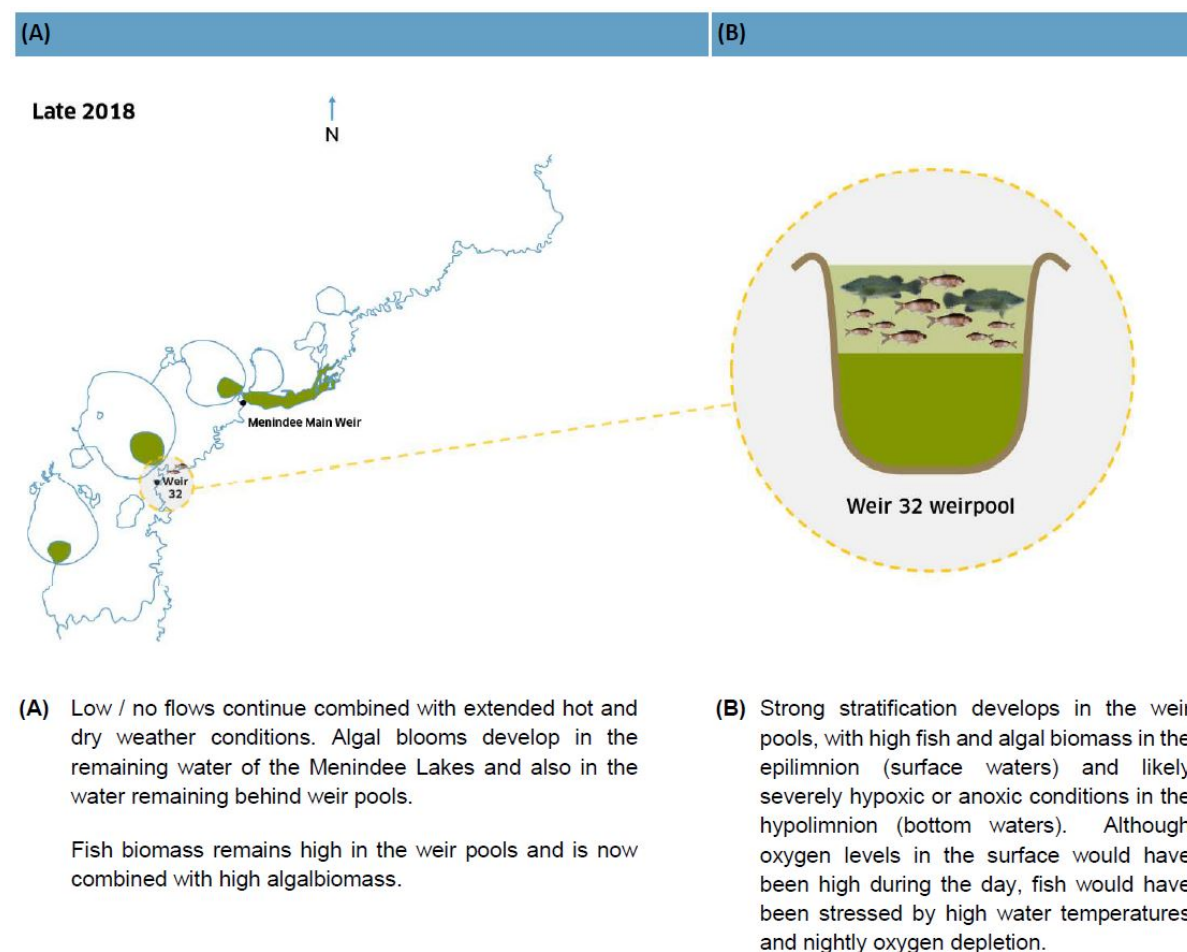 (A)
(B)
Late 2018
N
Menindee Main Weir
Weir
32
Weir 32 weirpool
(A) Low / no flows continue combined with extended hot and
dry weather conditions. Algal blooms develop in the
remaining water of the Menindee Lakes and also in the
water remaining behind weir pools.
Fish biomass remains high in the weir pools and is now
combined with high algalbiomass.
(B) Strong stratification develops in the weir
pools, with high fish and algal biomass in the
epilimnion (surface waters) and likely
severely hypoxic or anoxic conditions in the
hypolimnion (bottom waters). Although
oxygen levels in the surface would have
been high during the day, fish would have
been stressed by high water temperatures
and nightly oxygen depletion.